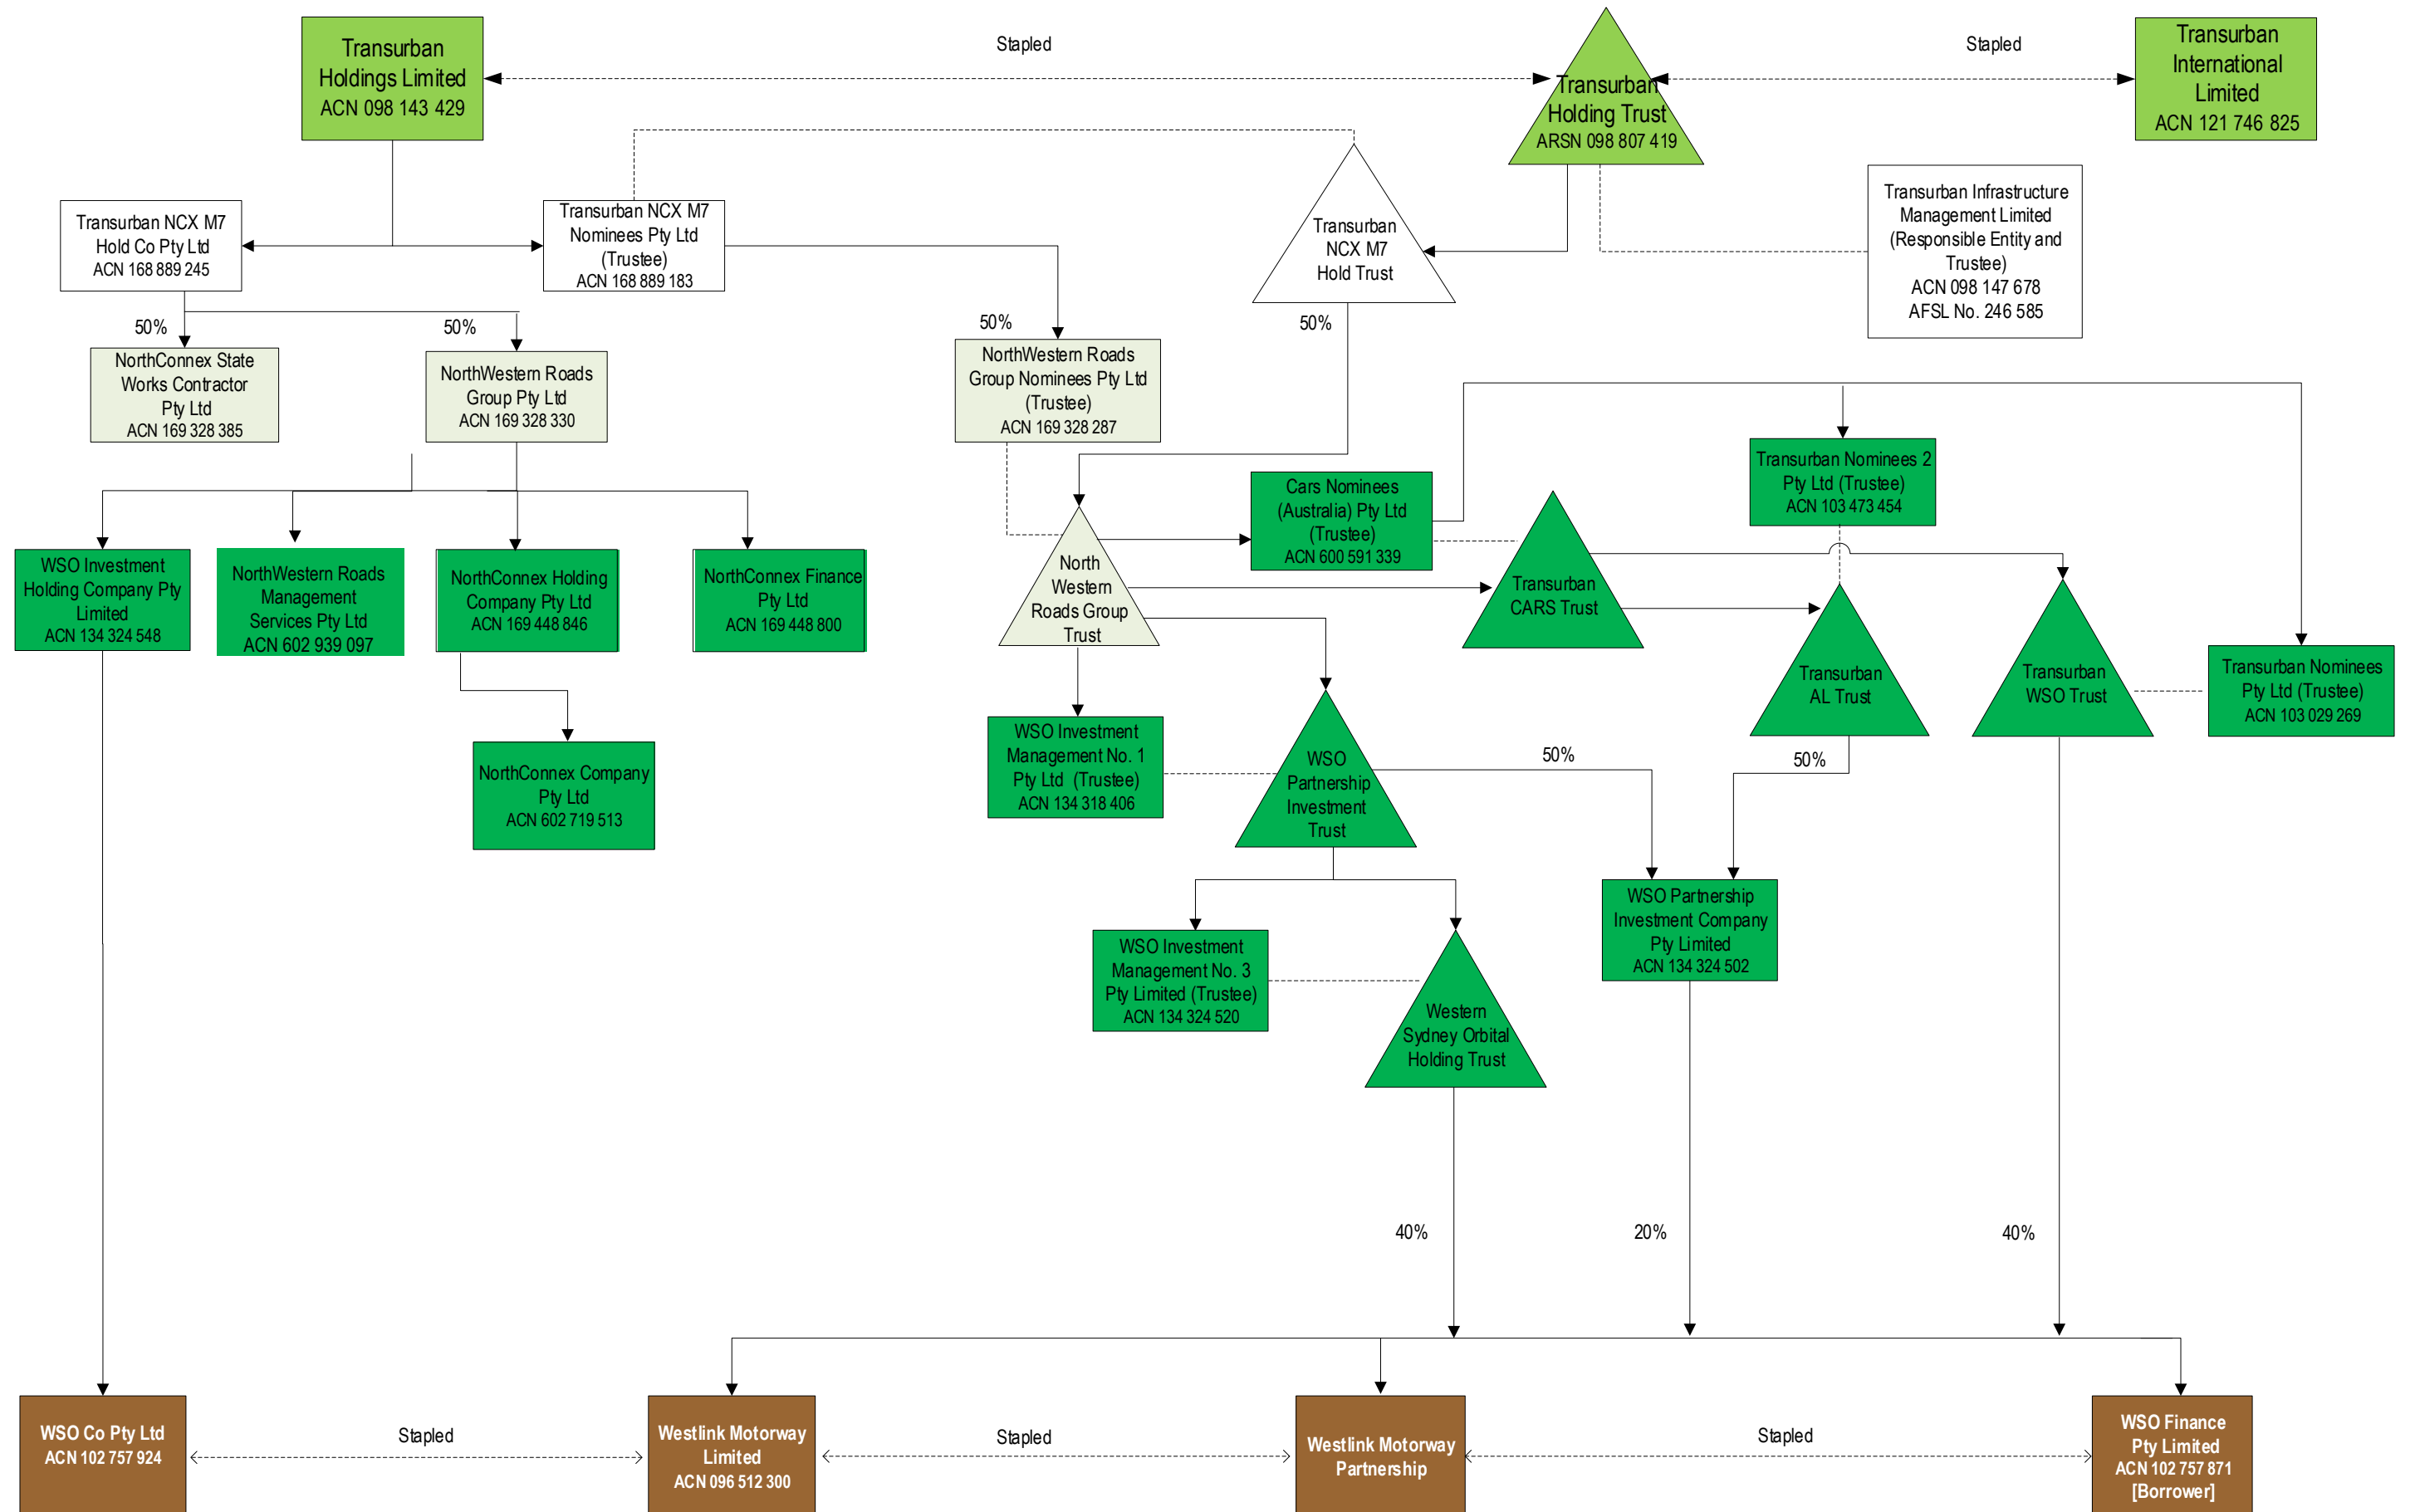 Transurban
Holdings Limited
ACN 098 143 429
Stapled
Transurban
Holding Trust
ARSN 098 807 419
Stapled
Transurban
International
Limited
ACN 121 746 825
Transurban NCX M7
Hold Co Pty Ltd
ACN 168 889 245
Transurban NCX M7
Nominees Pty Ltd
(Trustee)
ACN 168 889 183
Transurban
NCX M7
Hold Trust
Transurban Infrastructure
Management Limited
(Responsible Entity and
Trustee)
ACN 098 147 678
AFSL No. 246 585
50%
50%
50%
50%
NorthConnex State
Works Contractor
Pty Ltd
ACN 169 328 385
NorthWestern Roads
Group Pty Ltd
ACN 169 328 330
NorthWestern Roads
Group Nominees Pty Ltd
(Trustee)
ACN 169 328 287
Cars Nominees
(Australia) Pty Ltd
(Trustee)
ACN 600 591 339
Transurban Nominees 2
Pty Ltd (Trustee)
ACN 103 473 454
WSO Investment
Holding Company Pty
Limited
ACN 134 324 548
NorthWestern Roads
Management
Services Pty Ltd
ACN 602 939 097
NorthConnex Holding
Company Pty Ltd
ACN 169 448 846
NorthConnex Finance
Pty Ltd
ACN 169 448 800
North
Western
Roads Group
Trust
Transurban
CARS Trust
Transurban
AL Trust
Transurban
WSO Trust
Transurban Nominees
Pty Ltd (Trustee)
ACN 103 029 269
NorthConnex Company
Pty Ltd
ACN 602 719 513
WSO Investment
Management No. 1
Pty Ltd (Trustee)
ACN 134 318 406
WSO
Partnership
Investment
Trust
50%
50%
WSO Investment
Management No. 3
Pty Limited (Trustee)
ACN 134 324 520
Western
Sydney Orbital
Holding Trust
WSO Partnership
Investment Company
Pty Limited
ACN 134 324 502
40%
20%
40%
WSO Co Pty Ltd
ACN 102 757 924
Stapled
Westlink Motorway
Limited
ACN 096 512 300
Stapled
Westlink Motorway
Partnership
Stapled
WSO Finance
Pty Limited
ACN 102 757 871
[Borrower]